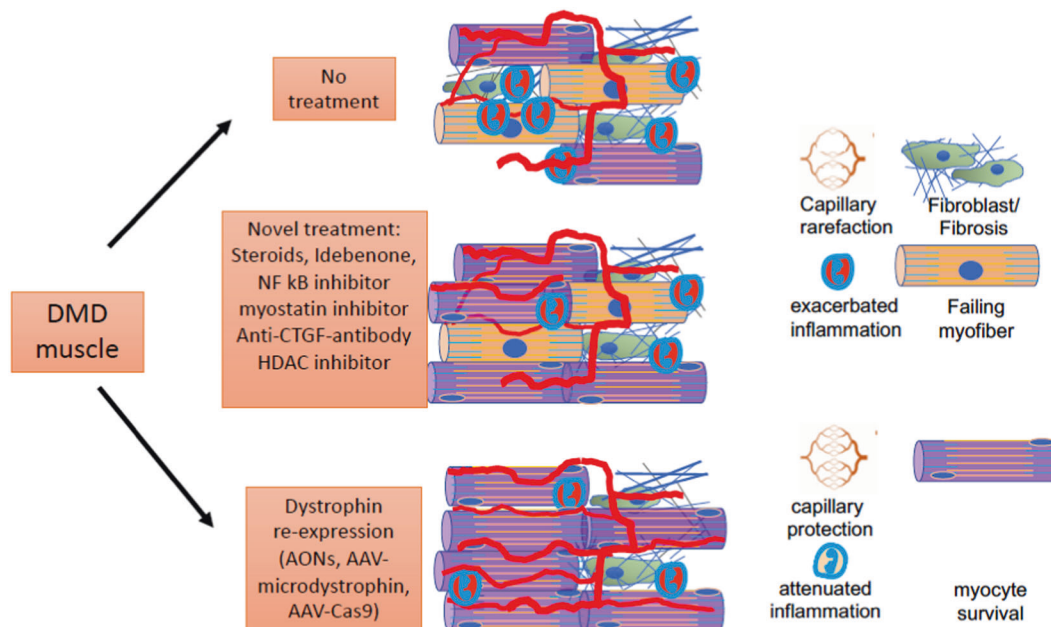 No
treatment
Novel treatment:
Steroids, Idebenone,
NF kB inhibitor
myostatin inhibitor
Anti-CTGF-antibody
HDAC inhibitor
DMD
muscle
Dystrophin
re-expression
(AONs, AAV-
microdystrophin,
AAV-Cas9)
Capillary
rarefaction
Fibroblast/
Fibrosis
exacerbated
inflammation
Failing
myofiber
capillary
protection
attenuated
inflammation
myocyte
survival